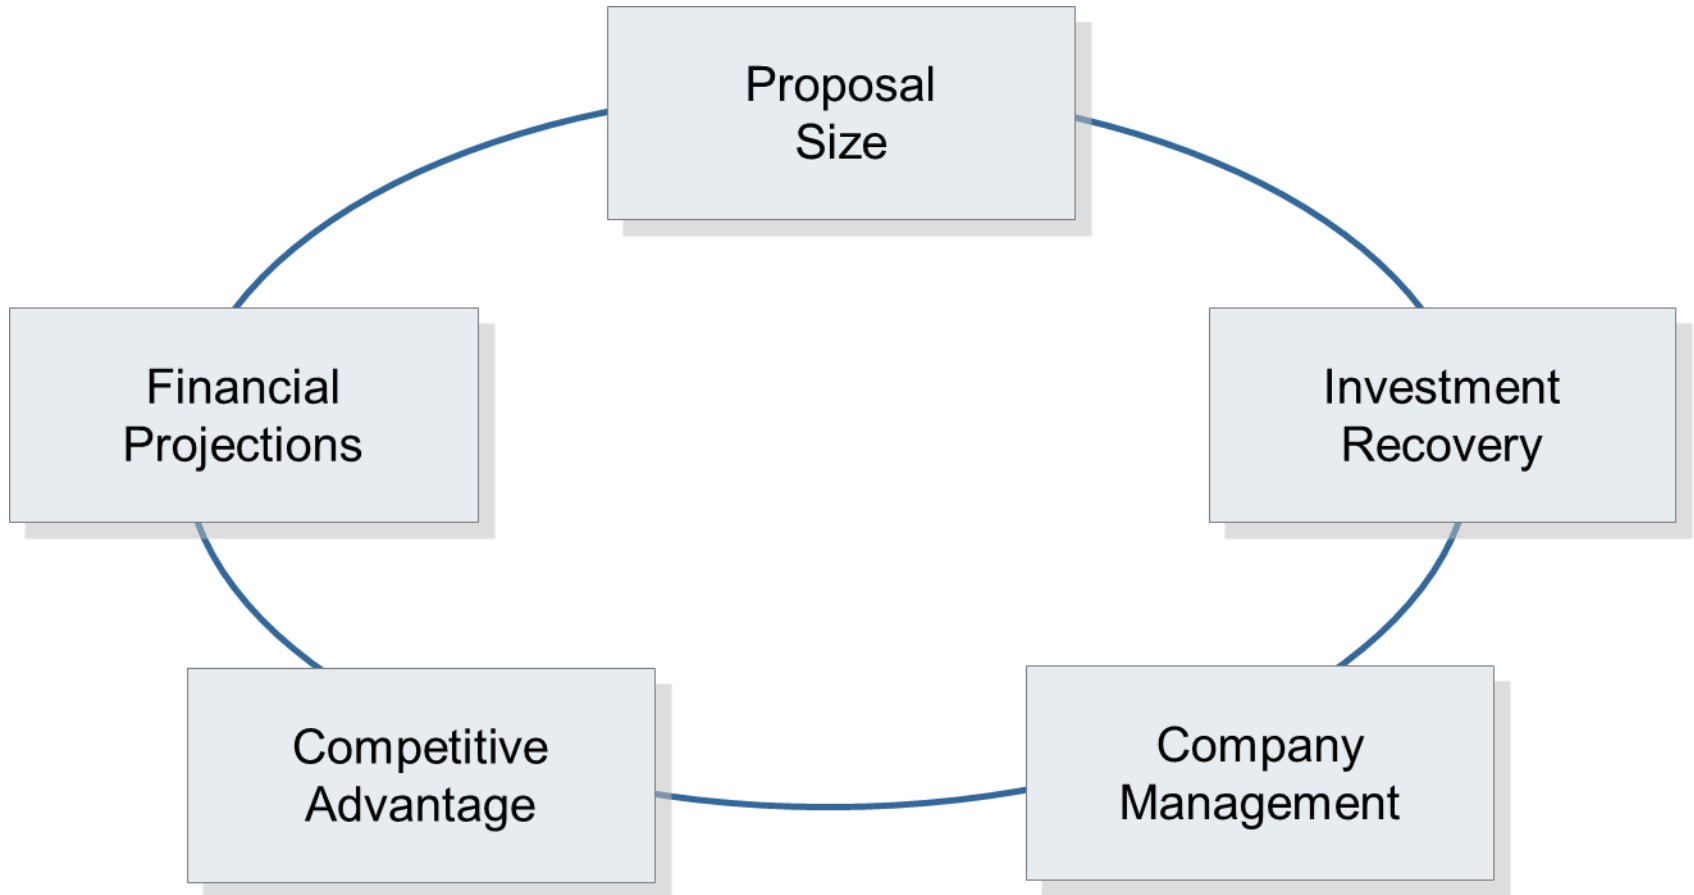 Proposal
Size
Financial
Projections
Investment
Recovery
Competitive
Advantage
Company
Management